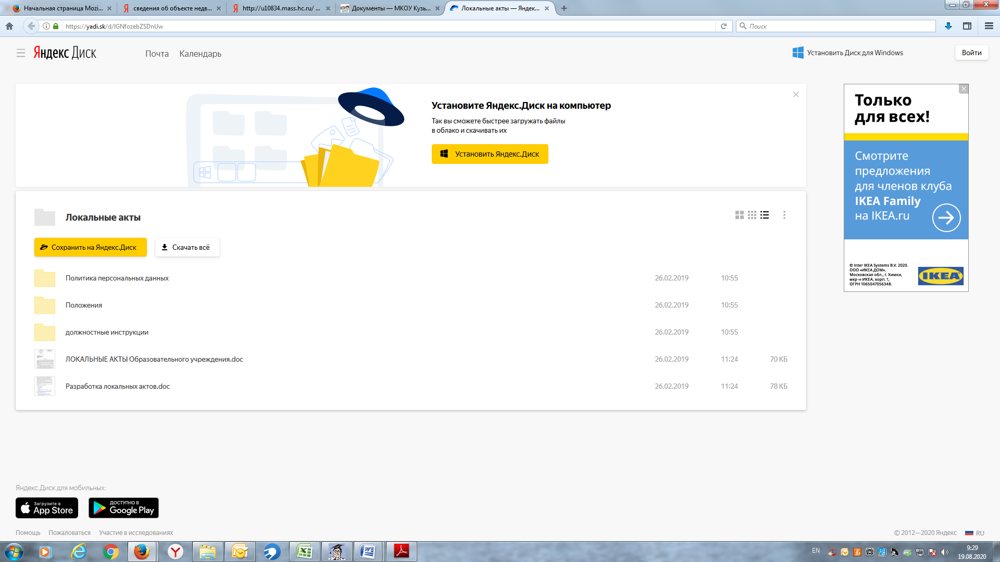 Начальная страница Mozi...
сведения об объекте недв...
http://u10834.mass.hc.ru/ ...
Документы — МКОУ Кузь...
Локальные акты — Яндек...
https://yadi.sk/d/IGNfozebZSDnUw
Поиск
Яндекс Диск
Почта
Календарь
Установить Диск для Windows
Войти
Установите Яндекс.Диск на компьютер
Так вы сможете быстрее загружать файлы
в облако и скачивать их
Установить Яндекс.Диск
Только
для всех!
Смотрите
предложения
для членов клуба
IKEA Family
на IKEA.ru
© Inter IKEA Systems B.V. 2020.
ООО «ИКЕА ДОМ»,
Московская обл., г. Химки,
мкр-н ИКЕА, корп. 1,
ОГРН 1065047056348.
IKEA
Локальные акты
Сохранить на Яндекс.Диск
Скачать всё
Политика персональных данных 26.02.2019 10:55
Положения 26.02.2019 10:55
должностные инструкции 26.02.2019 10:55
ЛОКАЛЬНЫЕ АКТЫ Образовательного учреждения.doc 26.02.2019 11:24 70 КБ
Разработка локальных актов.doc 26.02.2019 11:24 78 КБ
Яндекс.Диск для мобильных:
Загрузите в
App Store
ДОСТУПНО В
Google Play
Помощь Пожаловаться Участие в исследованиях
© 2012—2020 Яндекс
RU
EN
9:29
19.08.2020